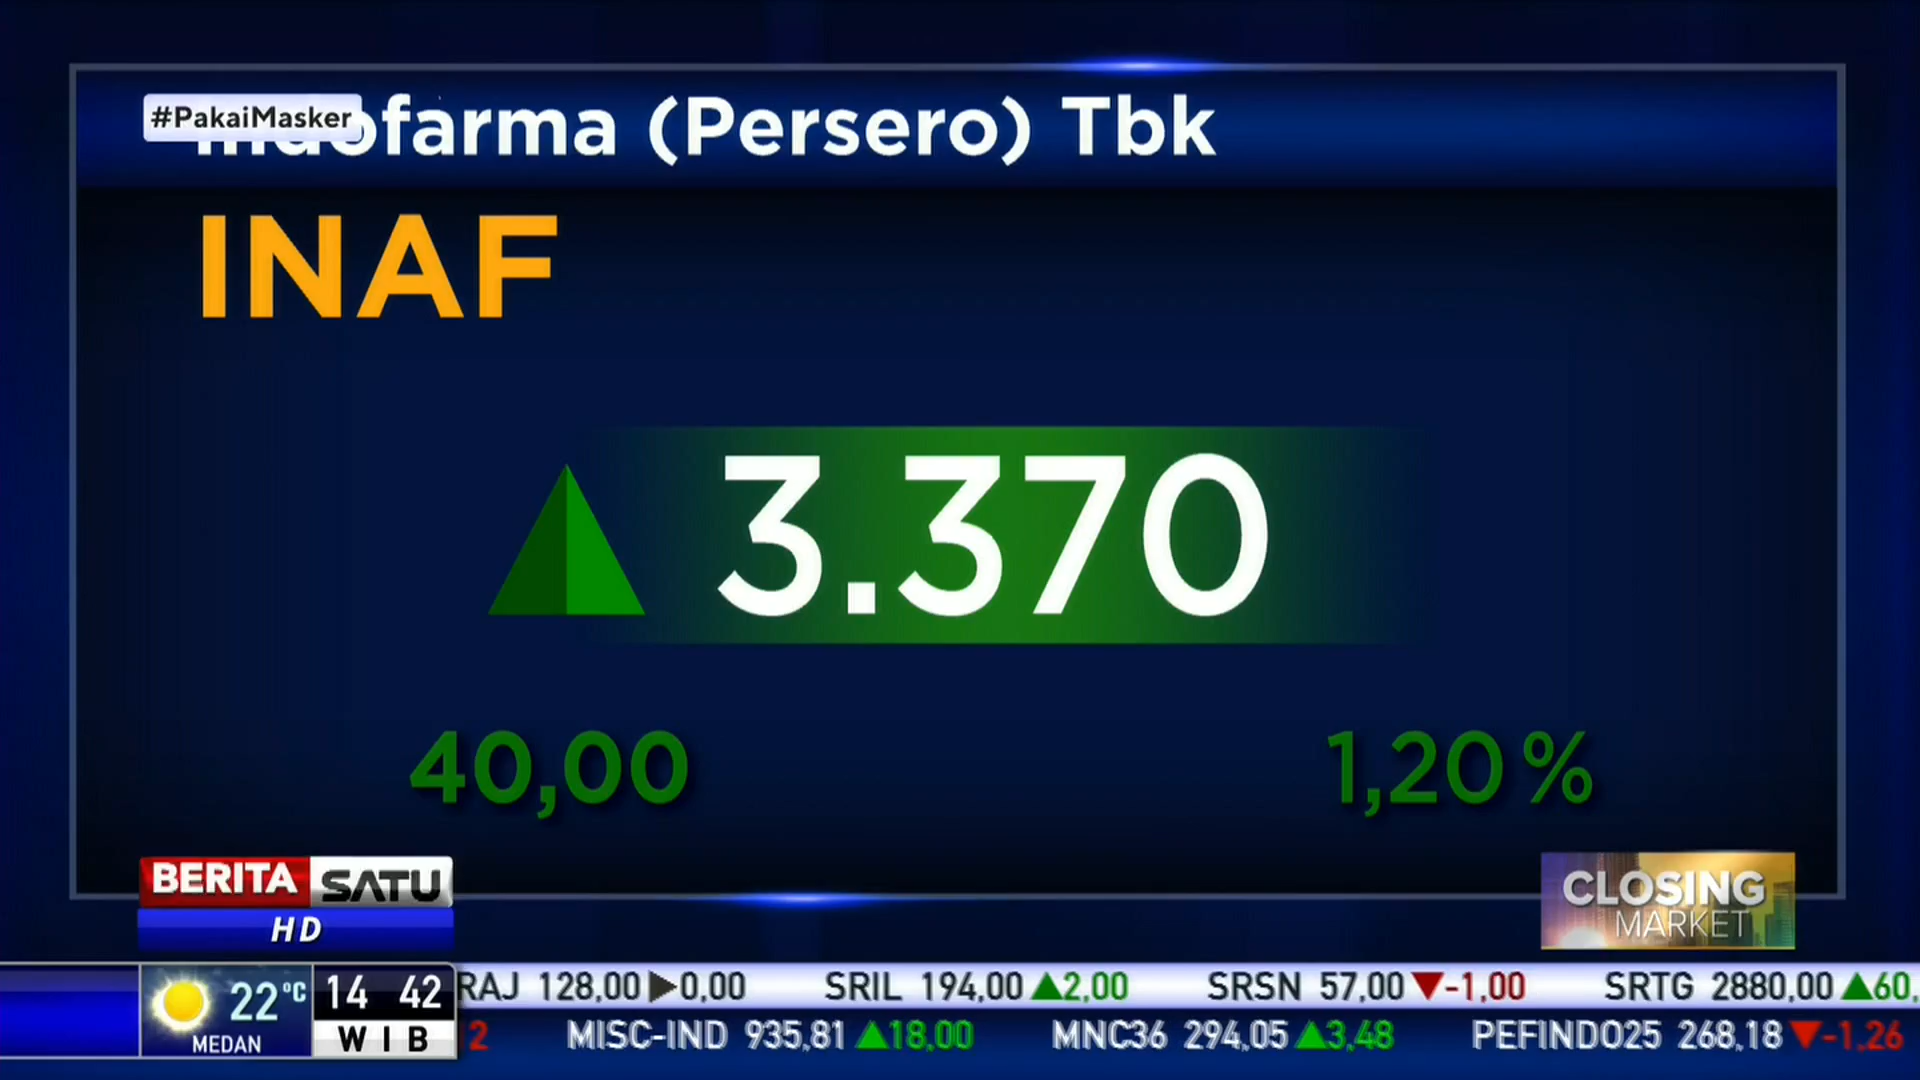 #PakaiMasker
Indofarma (Persero) Tbk
INAF
3.370
40,00
1,20 %
BERITA SATU
HD
CLOSING
MARKET
22°C
MEDAN
14 42
WIB
RAJ 128,00 0,00 SRIL 194,00 2,00 SRSN 57,00 -1,00 SRTG 2880,00 60,
2 MISC-IND 935,81 18,00 MNC36 294,05 3,48 PEFINDO25 268,18 -1,26